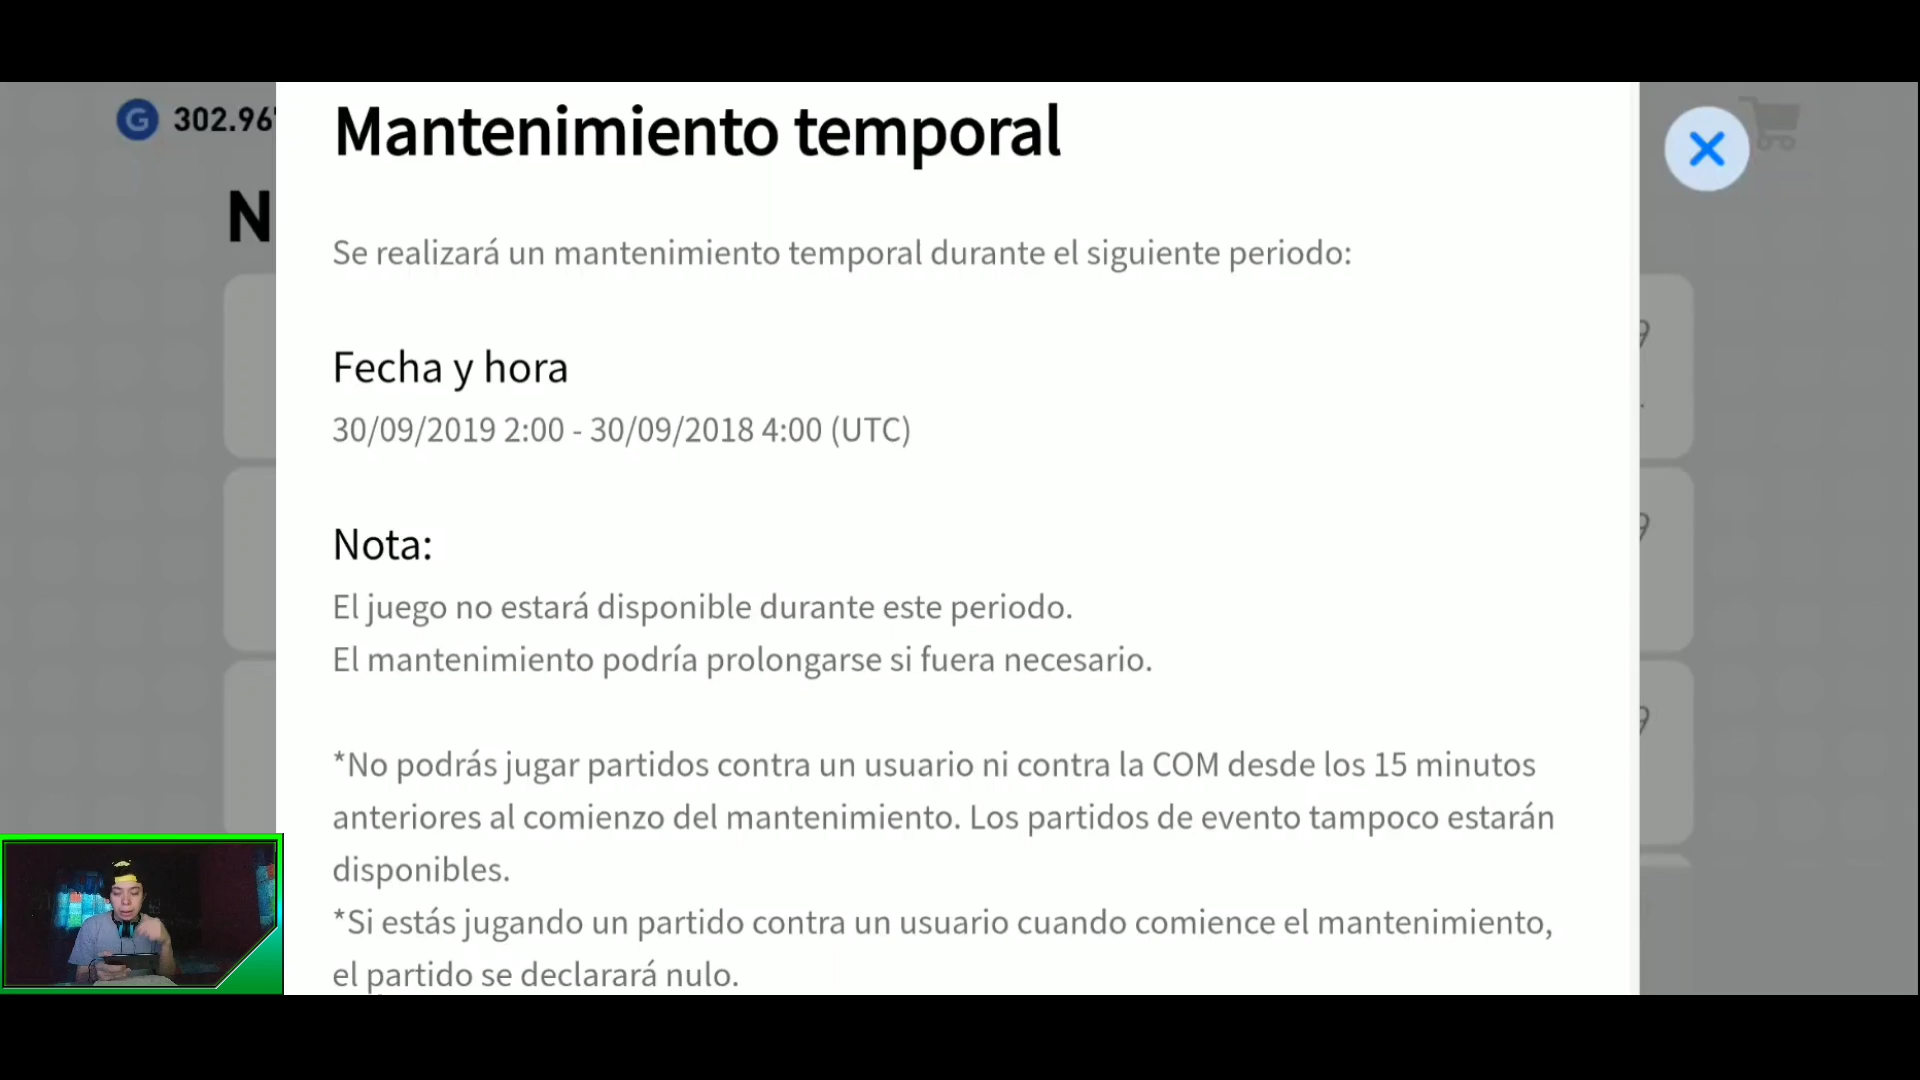 G 302.96
Mantenimiento temporal
N
Se realizará un mantenimiento temporal durante el siguiente periodo:
Fecha y hora
30/09/2019 2:00 - 30/09/2018 4:00 (UTC)
Nota:
El juego no estará disponible durante este periodo.
El mantenimiento podría prolongarse si fuera necesario.
*No podrás jugar partidos contra un usuario ni contra la COM desde los 15 minutos
anteriores al comienzo del mantenimiento. Los partidos de evento tampoco estarán
disponibles.
*Si estás jugando un partido contra un usuario cuando comience el mantenimiento,
el partido se declarará nulo.